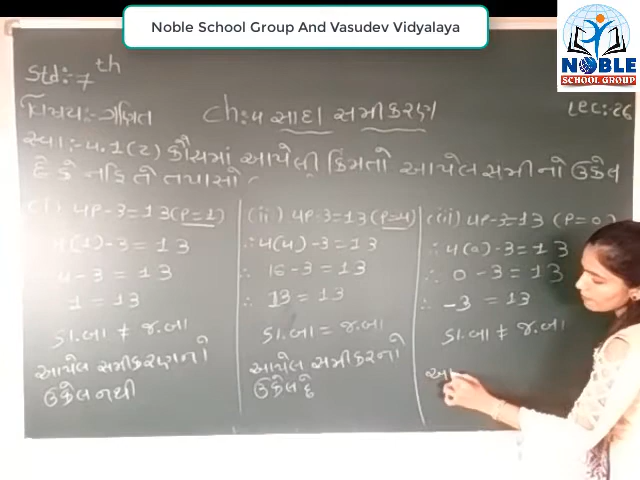 Noble School Group And Vasudev Vidyalaya
NOBLE
SCHOOL GROUP
Std:-7th
વિષય:-ગણિત
ch:૫ સાદા સમીકરણ
Lec:-26
સ્વા:-૫.1(2) કૌંસમાં આપેલી કિંમતો આપેલ સમીનો ઉકેલ
છે કે નહિ તે તપાસો
(i) 4P-3=13(P=1)
4(1)-3=13
4-3=13
1=13
ડા.બા ≠ જ.બા
આપેલ સમીકરણનો
ઉકેલ નથી
(ii) 4P-3=13(P=4)
∴4(4)-3=13
∴ 16-3=13
∴ 13=13
ડા.બા = જ.બા
આપેલ સમીકરનો
ઉકેલ છે
(iii) 4P-3=13 (P=0)
∴4(0)-3=13
∴ 0-3=13
∴ -3=13
ડા.બા ≠ જ.બા
આ